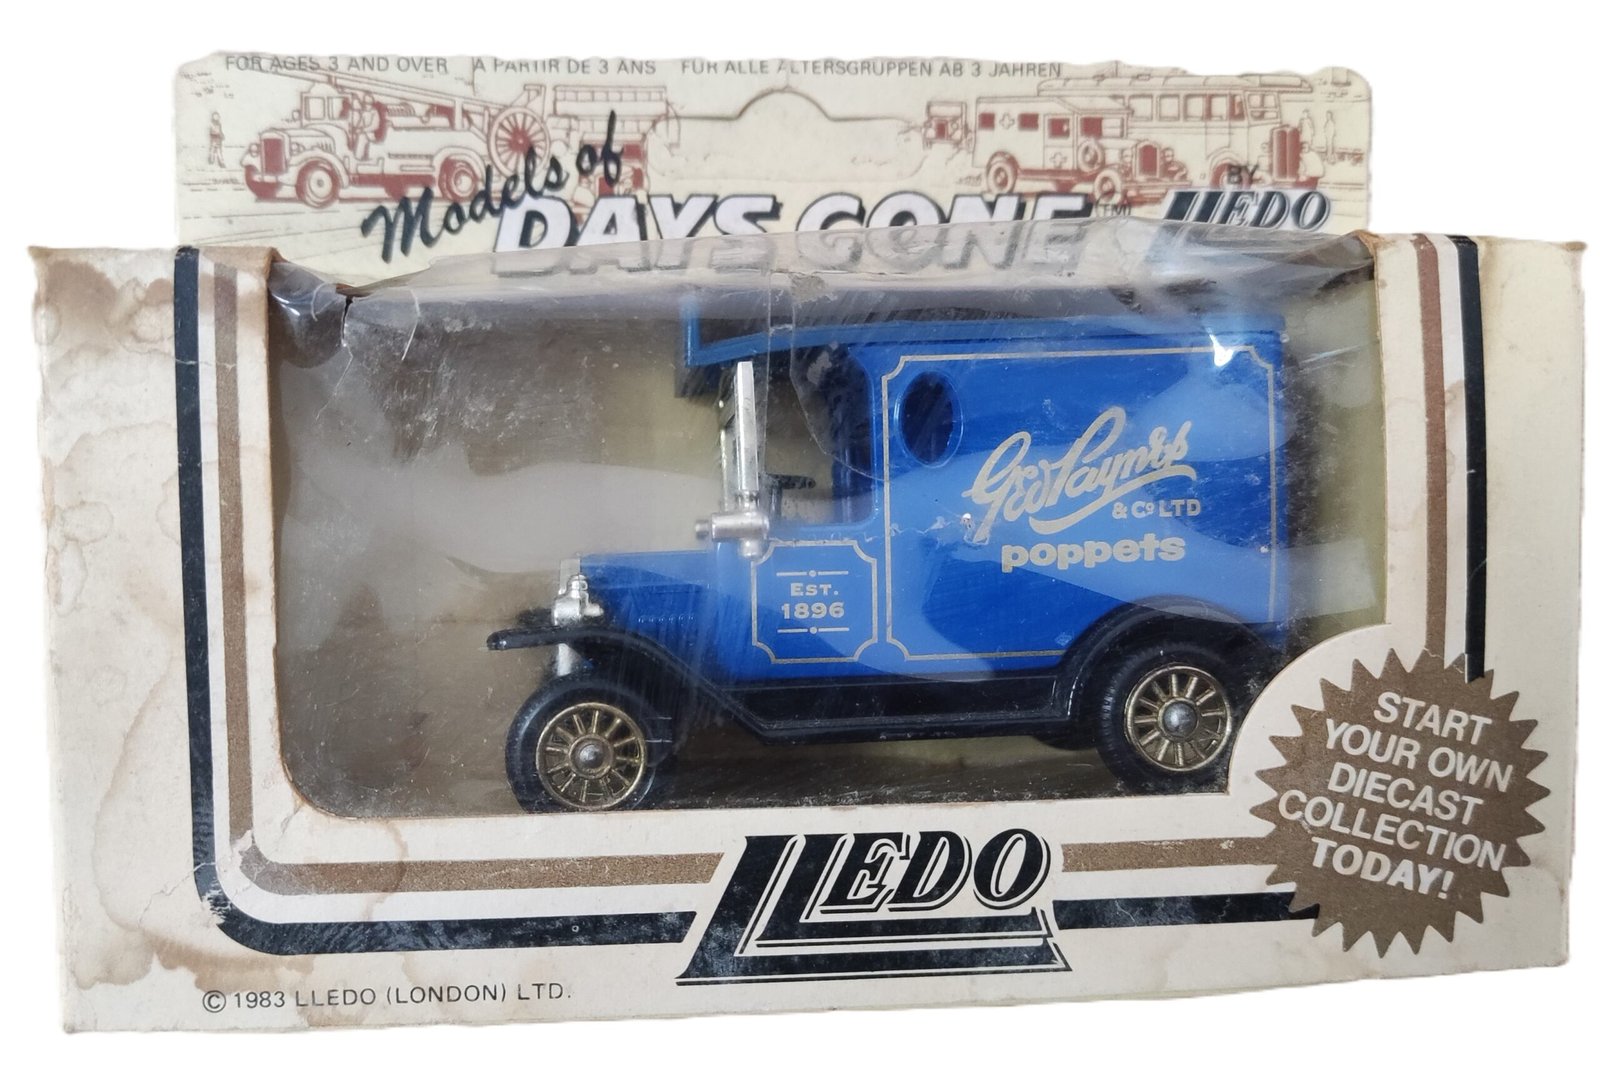 FOR AGES 3 AND OVER A PARTIR DE 3 ANS FÜR ALLE ALTERSGRUPPEN AB 3 JAHREN
Models of
DAYS GONE (TM)
BY
LLEDO
Geo Payne's
& Co LTD
poppets
EST.
1896
START
YOUR OWN
DIECAST
COLLECTION
TODAY!
LLEDO
© 1983 LLEDO (LONDON) LTD.